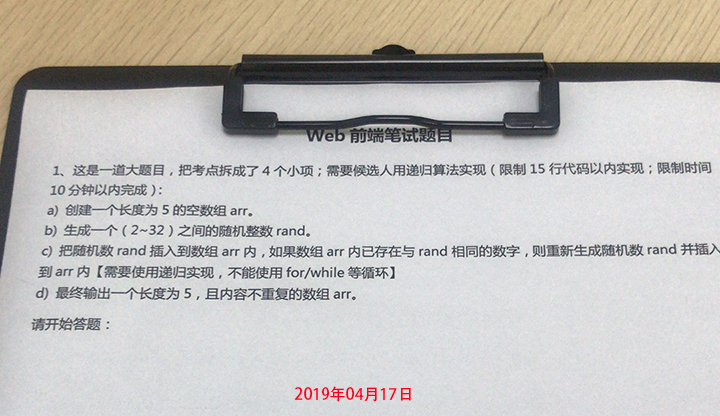 Web 前端笔试题目
1、这是一道大题目，把考点拆成了 4 个小项；需要候选人用递归算法实现（限制 15 行代码以内实现；限制时间
10 分钟以内完成）：
a) 创建一个长度为 5 的空数组 arr。
b) 生成一个（2~32）之间的随机整数 rand。
c) 把随机数 rand 插入到数组 arr 内，如果数组 arr 内已存在与 rand 相同的数字，则重新生成随机数 rand 并插入
到 arr 内【需要使用递归实现，不能使用 for/while 等循环】
d) 最终输出一个长度为 5，且内容不重复的数组 arr。
请开始答题：
2019年04月17日